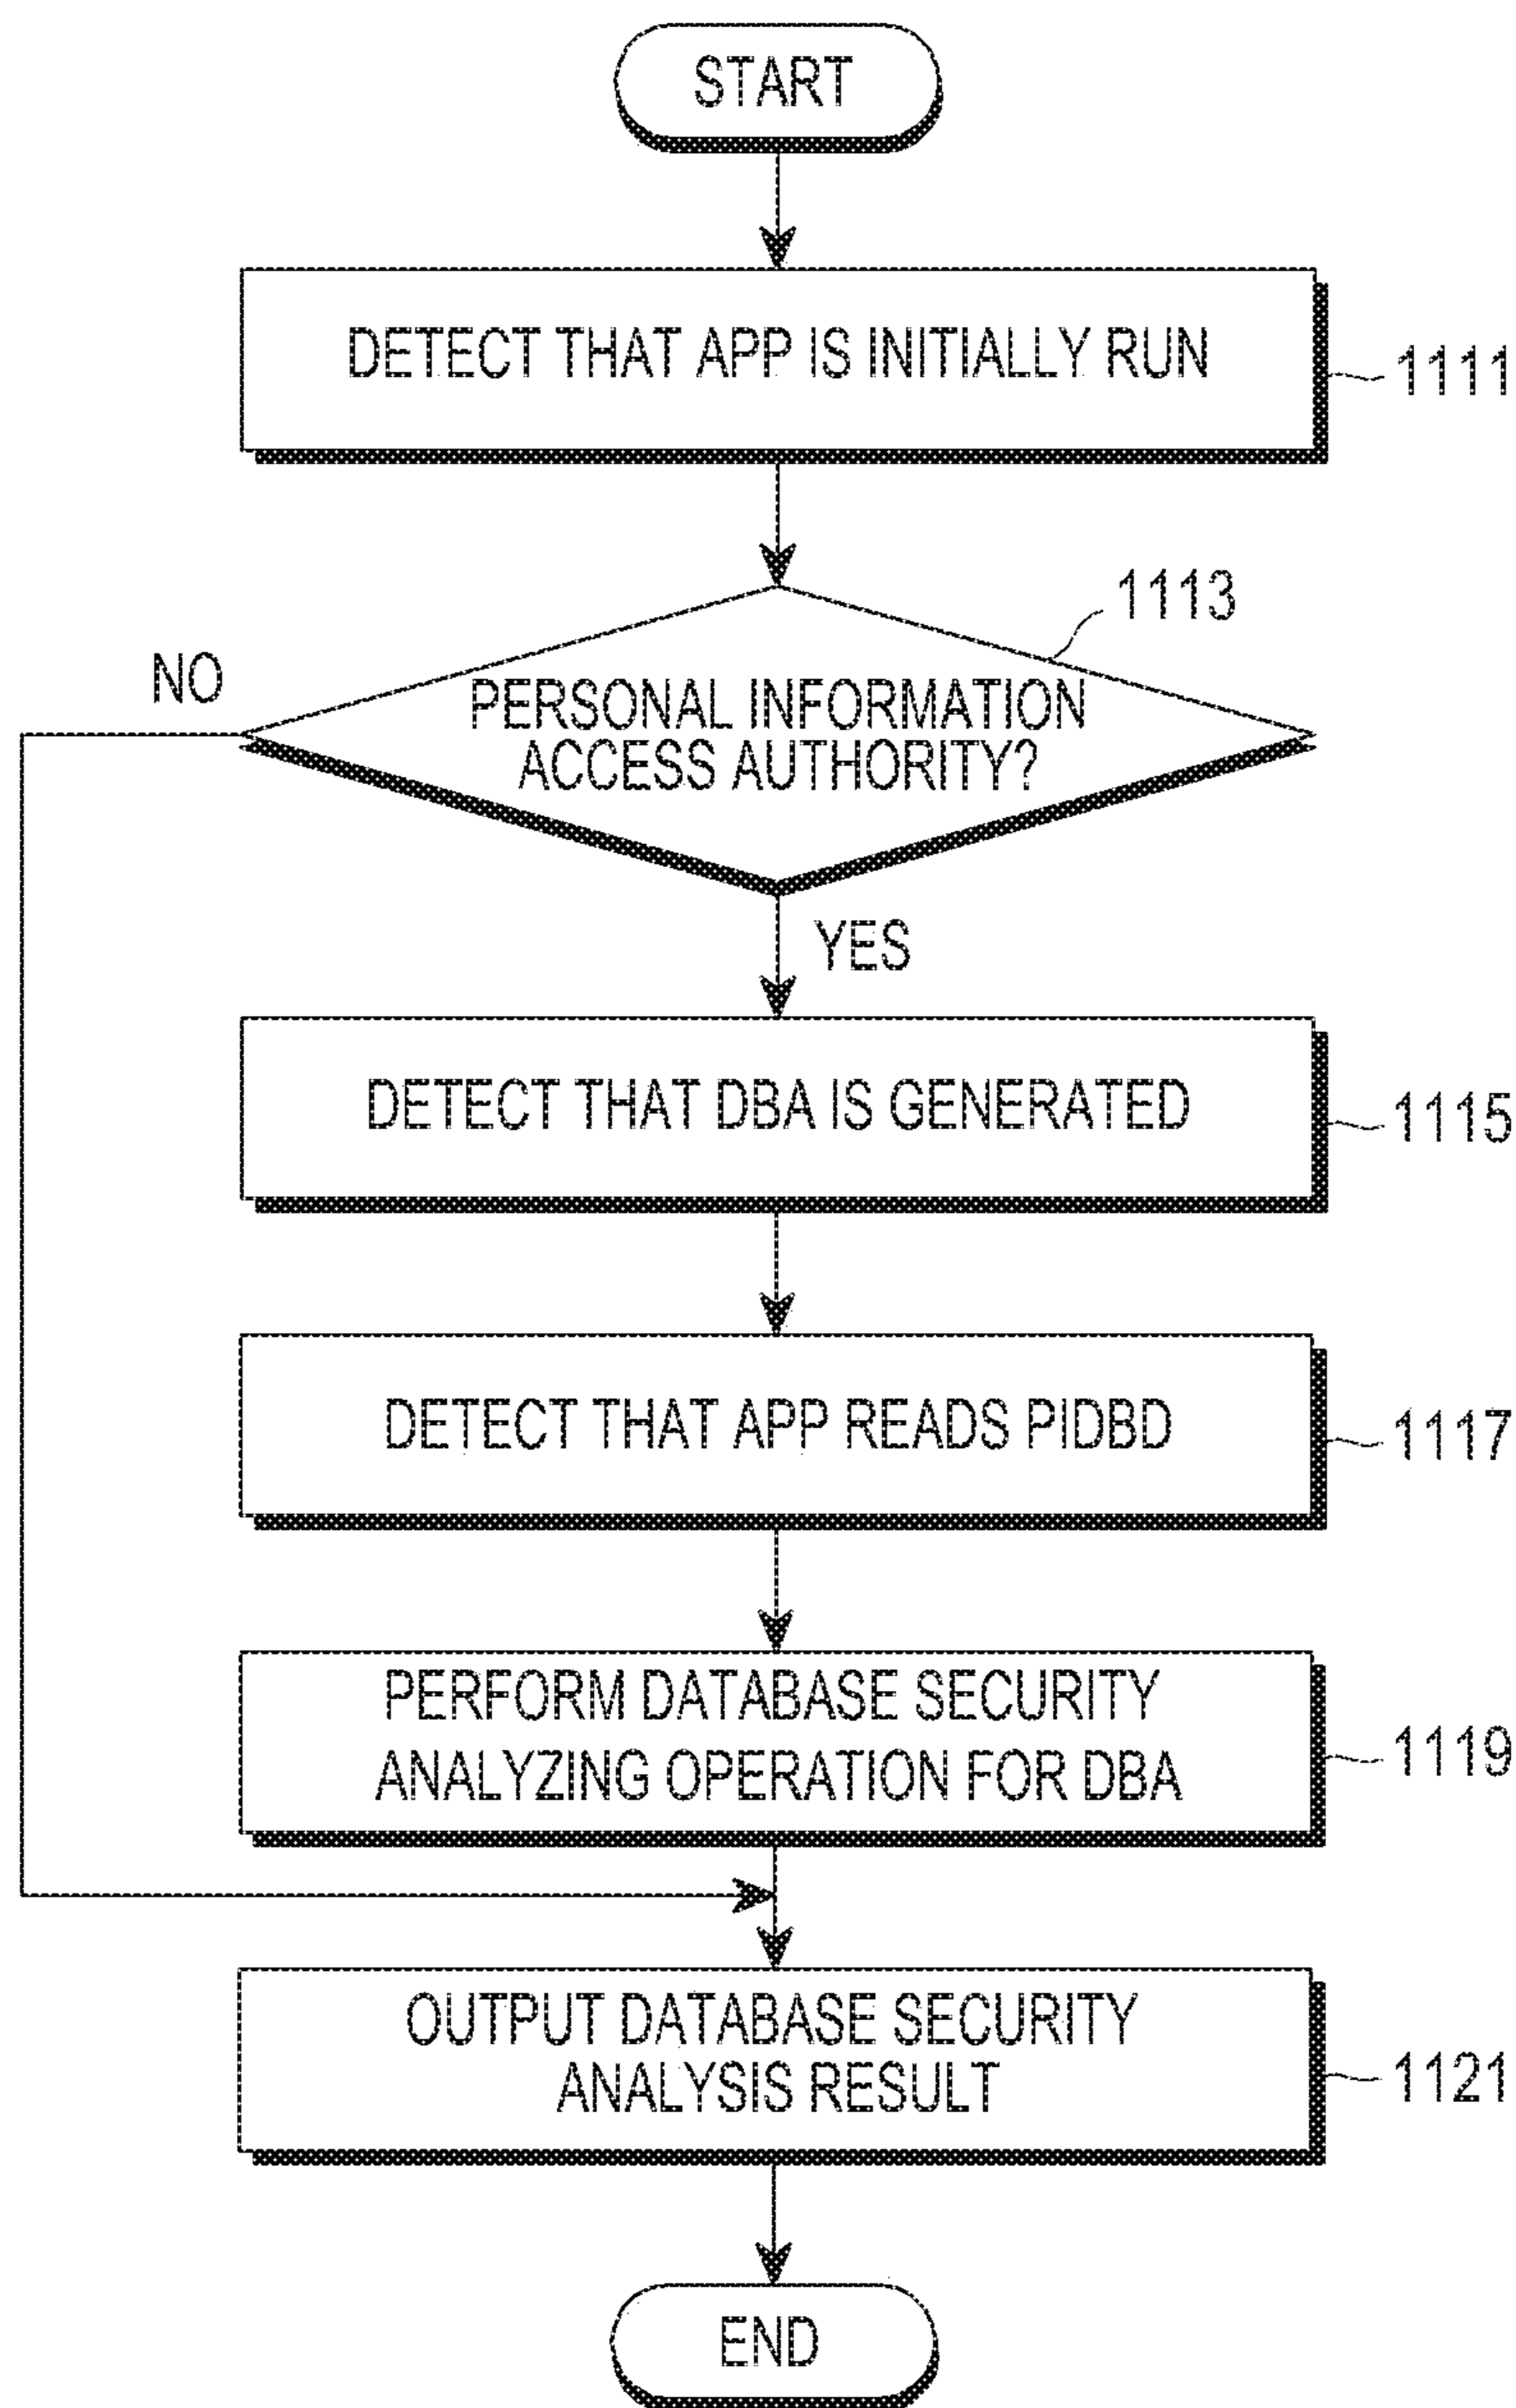 START
DETECT THAT APP IS INITIALLY RUN
1111
1113
NO
PERSONAL INFORMATION
ACCESS AUTHORITY?
YES
DETECT THAT DBA IS GENERATED
1115
DETECT THAT APP READS PIDBD
1117
PERFORM DATABASE SECURITY
ANALYZING OPERATION FOR DBA
1119
OUTPUT DATABASE SECURITY
ANALYSIS RESULT
1121
END